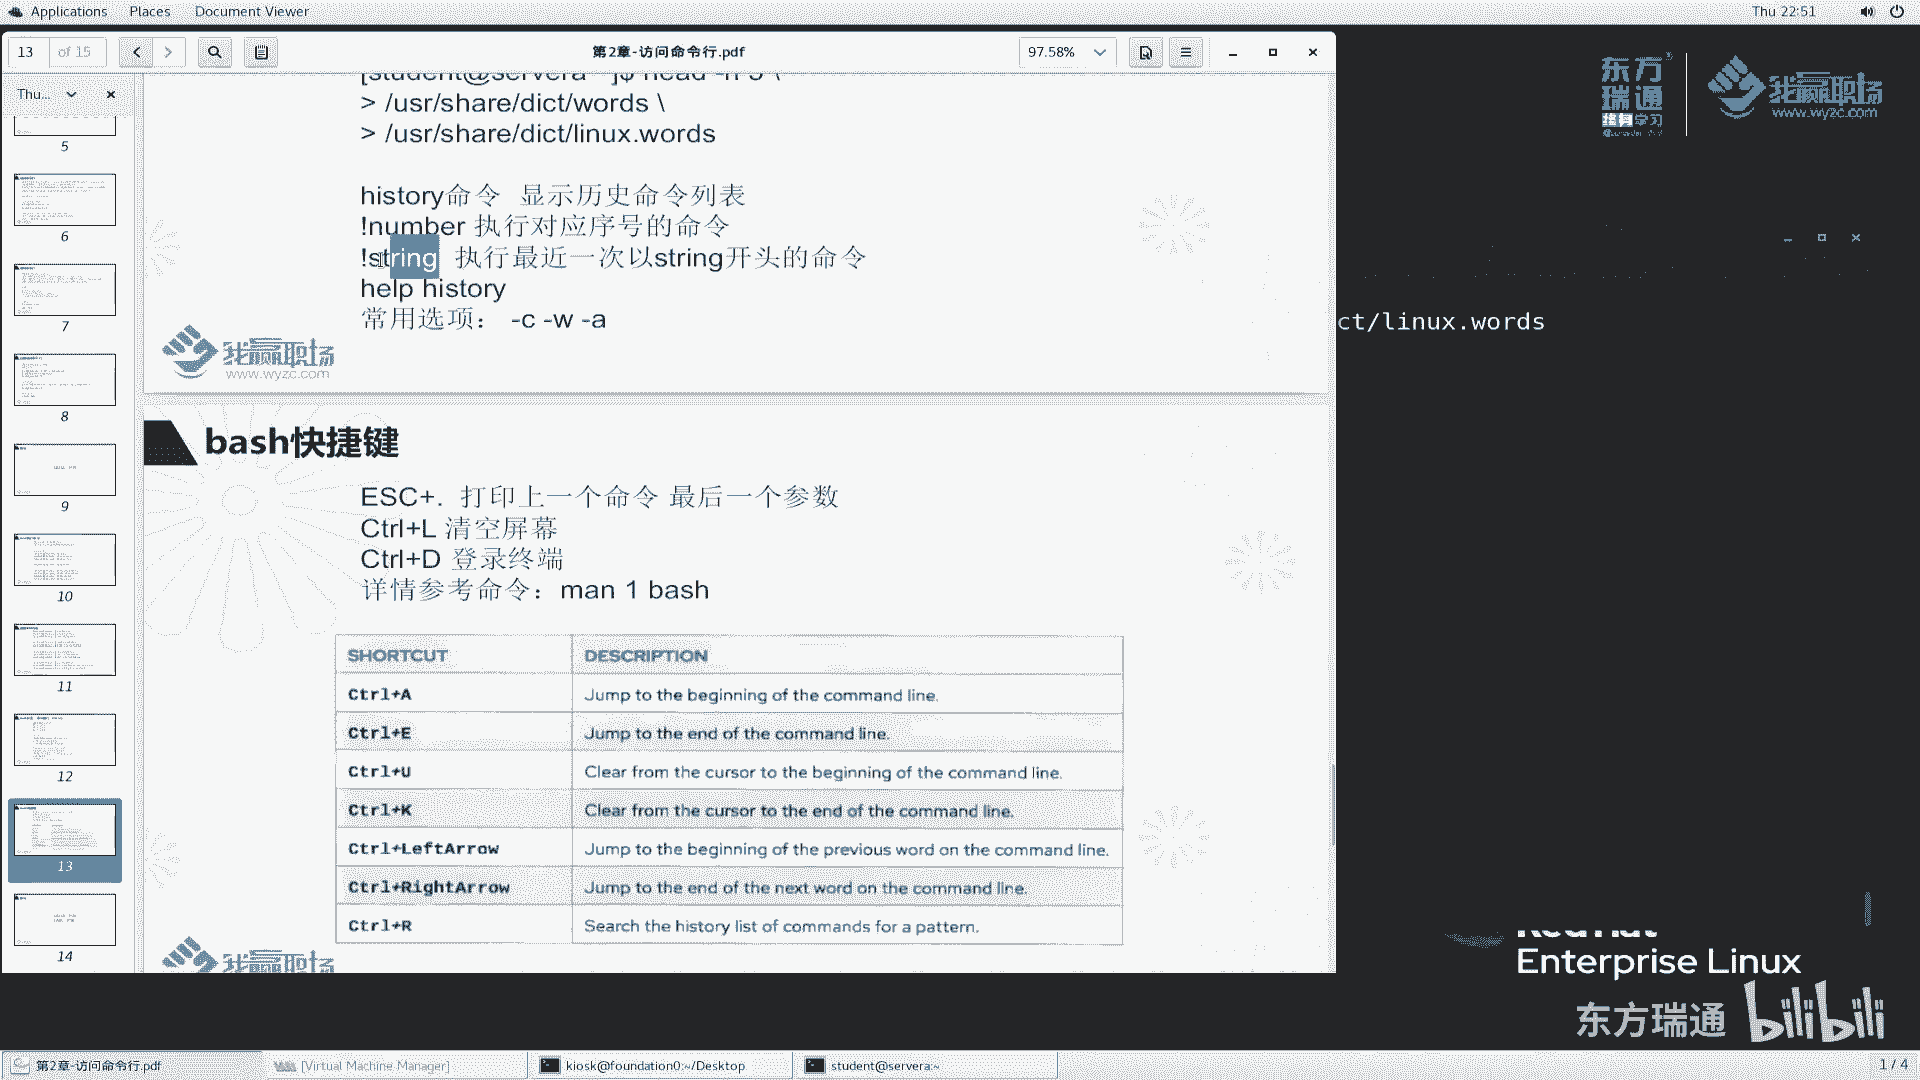 Applications Places Document Viewer Thu 22:51
13 of 15 第2章-访问命令行.pdf 97.58%
Thu...
5
6
7
8
9
10
11
12
13
14
[student@servera ~]$ head -n 3 \
> /usr/share/dict/words \
> /usr/share/dict/linux.words
history命令 显示历史命令列表
!number 执行对应序号的命令
!string 执行最近一次以string开头的命令
help history
常用选项： -c -w -a
我赢职场
www.wyzc.com
bash快捷键
ESC+. 打印上一个命令 最后一个参数
Ctrl+L 清空屏幕
Ctrl+D 登录终端
详情参考命令：man 1 bash
SHORTCUT DESCRIPTION
Ctrl+A Jump to the beginning of the command line.
Ctrl+E Jump to the end of the command line.
Ctrl+U Clear from the cursor to the beginning of the command line.
Ctrl+K Clear from the cursor to the end of the command line.
Ctrl+LeftArrow Jump to the beginning of the previous word on the command line.
Ctrl+RightArrow Jump to the end of the next word on the command line.
Ctrl+R Search the history list of commands for a pattern.
我赢职场
东方
瑞通
终身学习
我赢职场
www.wyzc.com
ct/linux.words
Red Hat
Enterprise Linux
东方瑞通 bilibili
第2章-访问命令行.pdf [Virtual Machine Manager] kiosk@foundation0:~/Desktop student@servera:~ 1 / 4